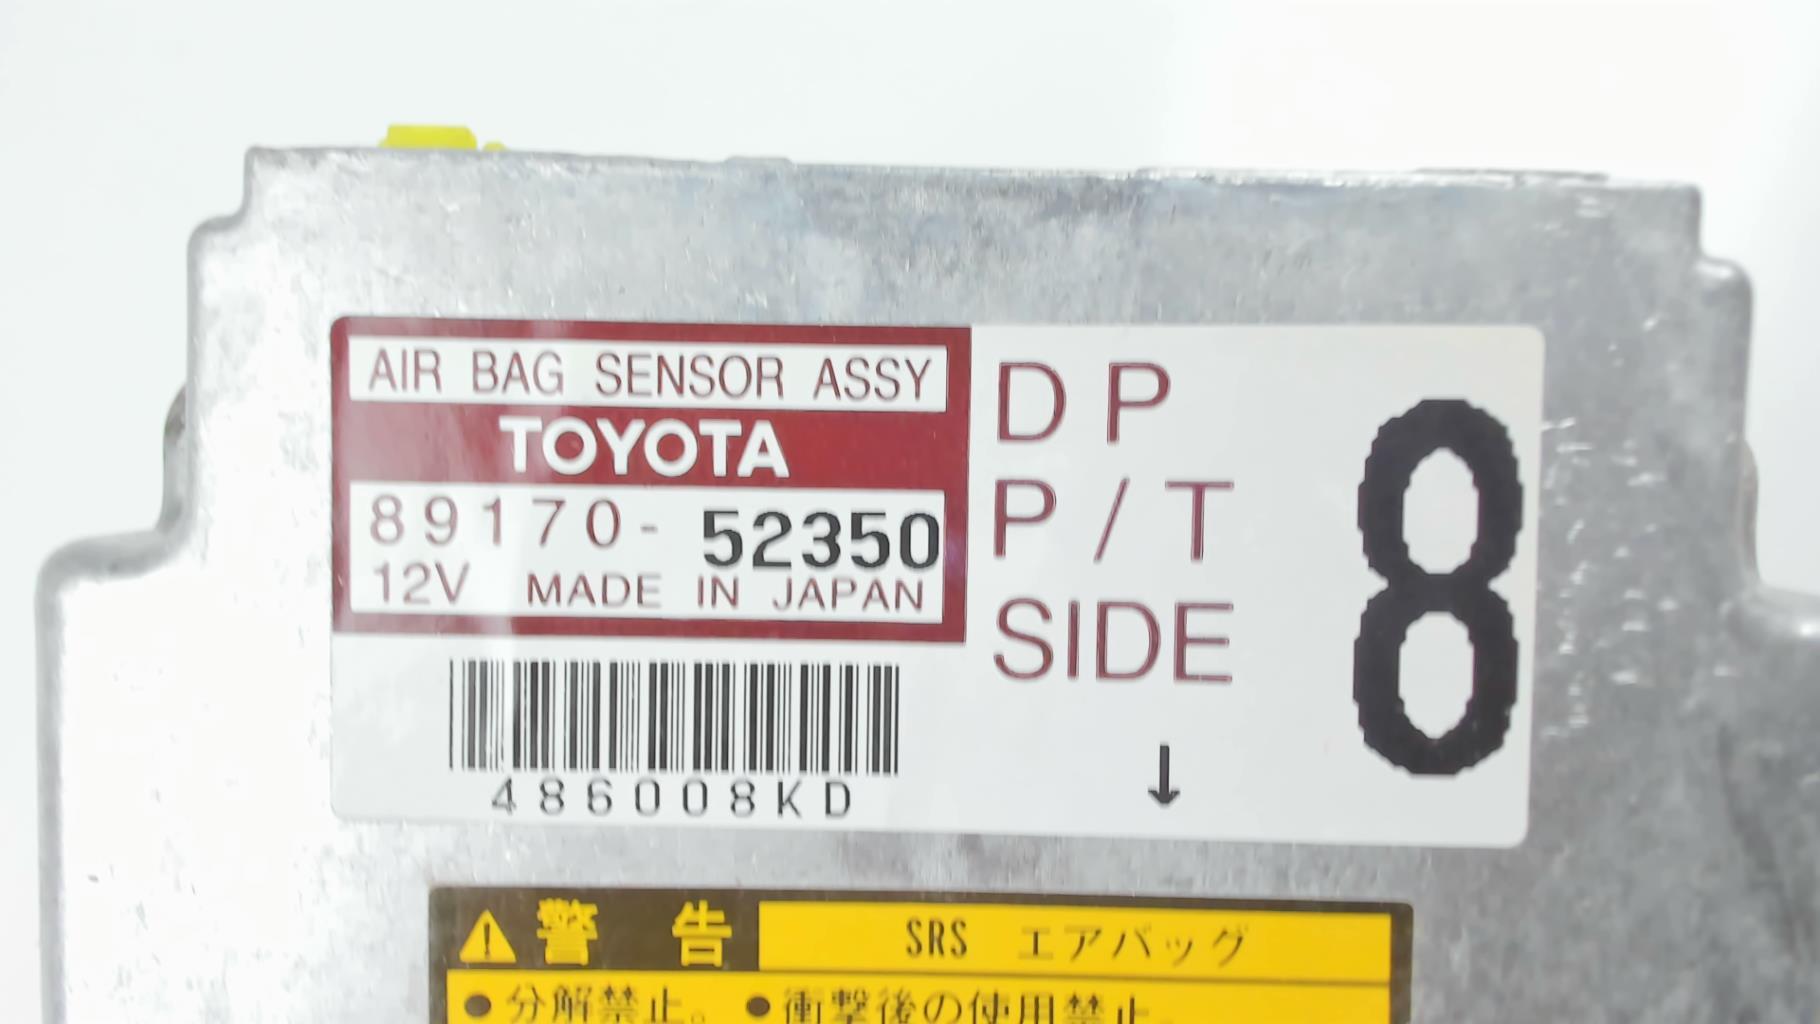 AIR BAG SENSOR ASSY
TOYOTA
89170-52350
12V MADE IN JAPAN
486008KD
DP
P/T
SIDE
↓
8
⚠警告 SRS エアバッグ
●分解禁止。 ●衝撃後の使用禁止。